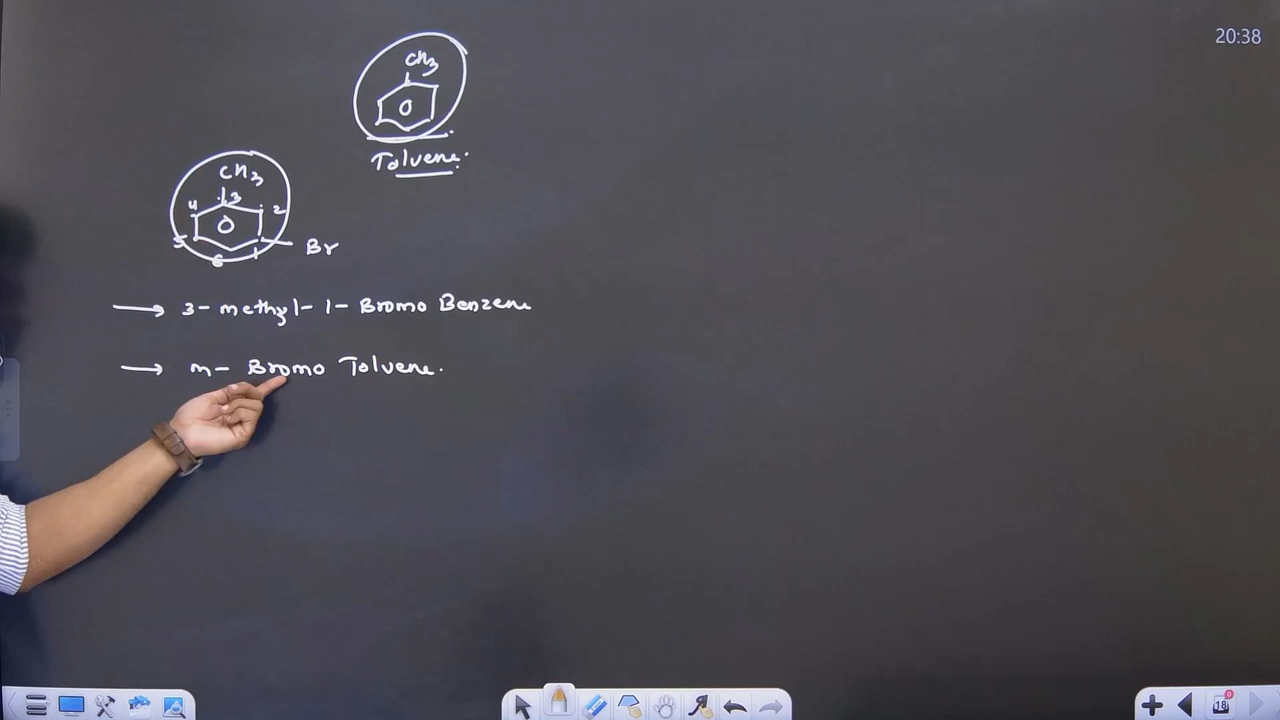 20:38
CH3
Toluene.
CH3
4 3 2
5 6 1 Br
→ 3- methyl- 1- Bromo Benzene
→ m- Bromo Toluene.
18